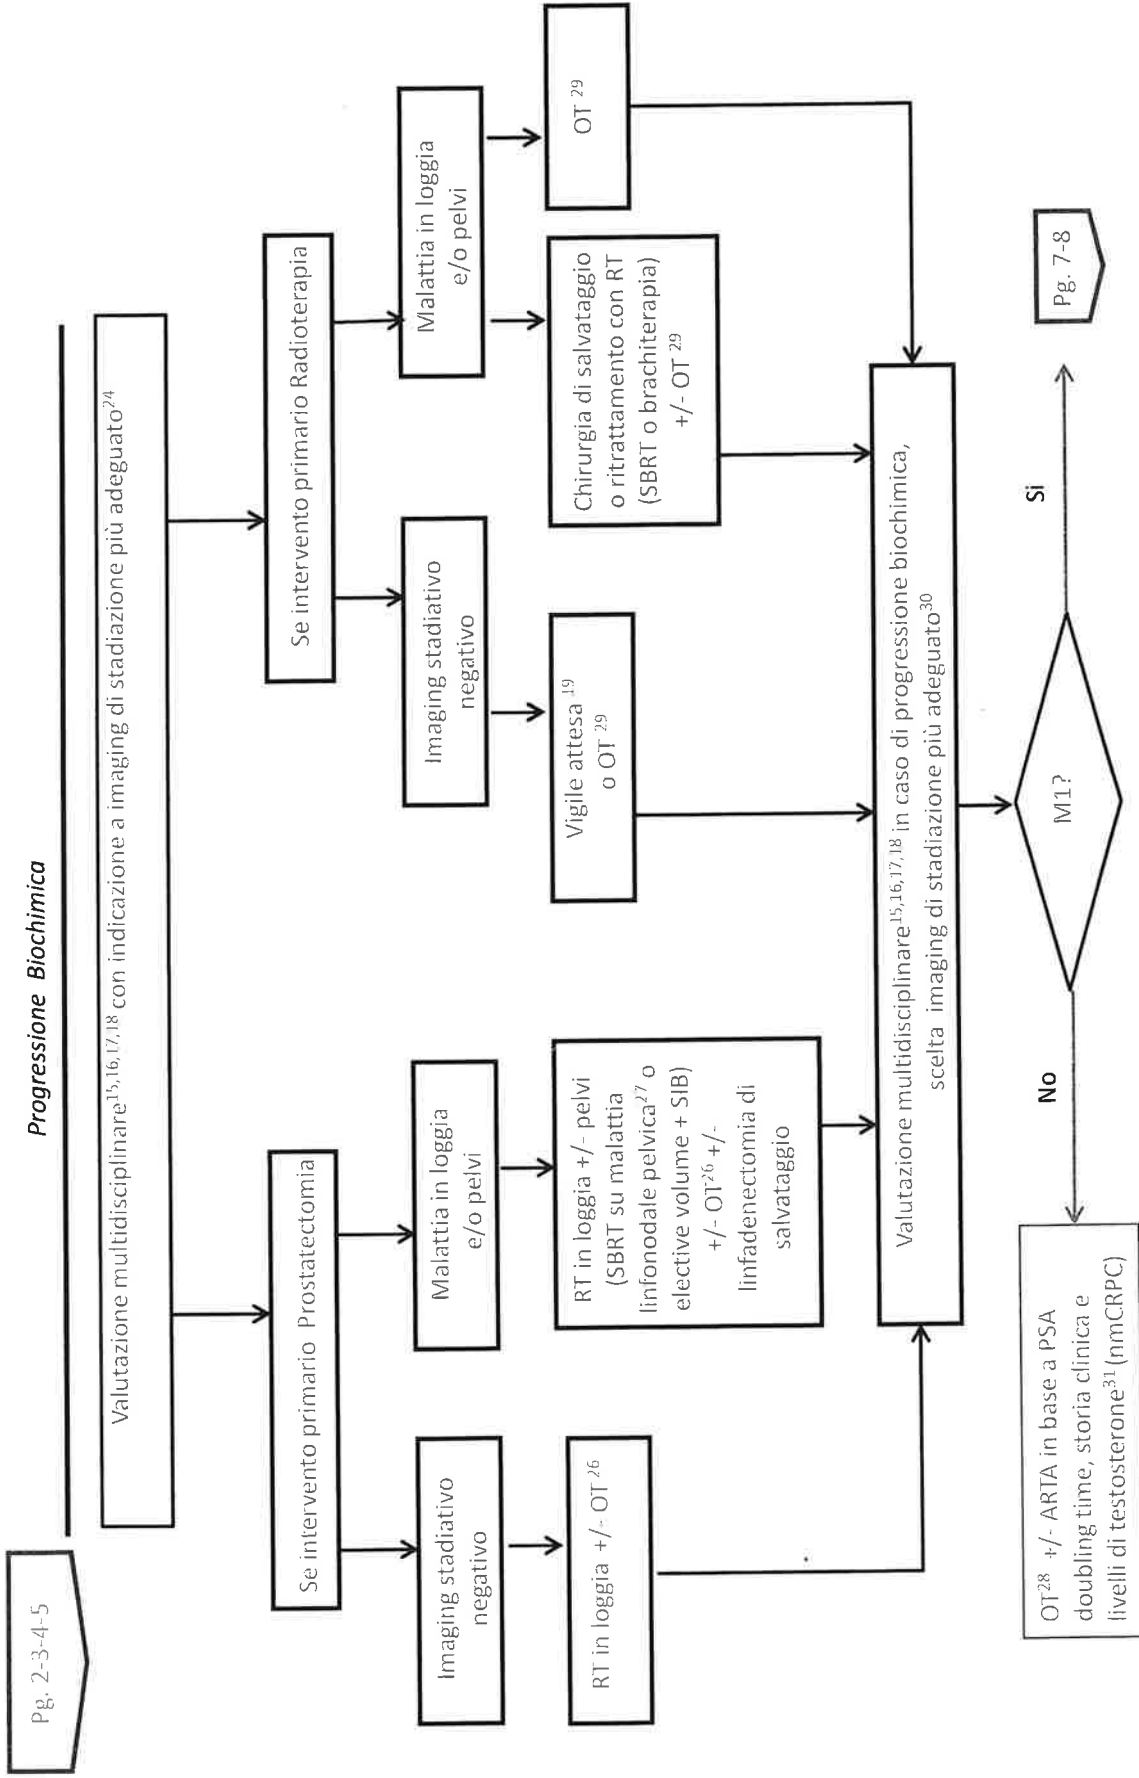 Pg. 2-3-4-5
Progressione Biochimica
Valutazione multidisciplinare15,16,17,18 con indicazione a imaging di stadiazione più adeguato24
Se intervento primario Prostatectomia
Se intervento primario Radioterapia
Imaging stadiativo
negativo
Malattia in loggia
e/o pelvi
Imaging stadiativo
negativo
Malattia in loggia
e/o pelvi
RT in loggia +/- OT26
RT in loggia +/- pelvi
(SBRT su malattia
linfonodale pelvica27 o
elective volume + SIB)
+/- OT26 +/-
linfadenectomia di
salvataggio
Vigile attesa 19
o OT 29
Chirurgia di salvataggio
o ritrattamento con RT
(SBRT o brachiterapia)
+/- OT 29
OT 29
Valutazione multidisciplinare15,16,17,18 in caso di progressione biochimica,
scelta imaging di stadiazione più adeguato30
No
M1?
Si
OT28 +/- ARTA in base a PSA
doubling time, storia clinica e
livelli di testosterone31 (nmCRPC)
Pg. 7-8